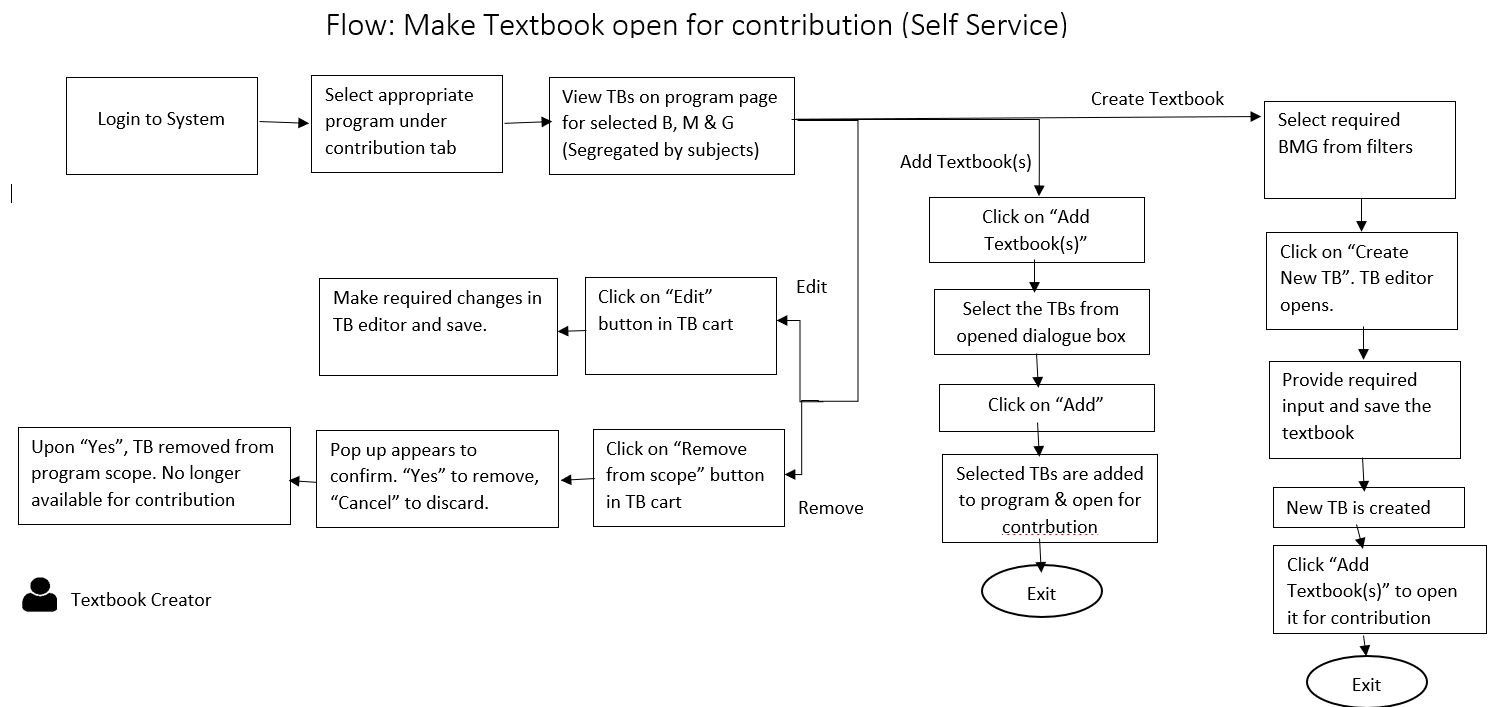 Flow: Make Textbook open for contribution (Self Service)
Login to System
Select appropriate
program under
contribution tab
View TBs on program page
for selected B, M & G
(Segregated by subjects)
Create Textbook
Select required
BMG from filters
Add Textbook(s)
Click on “Add
Textbook(s)”
Click on “Create
New TB”. TB editor
opens.
Edit
Make required changes in
TB editor and save.
Click on “Edit”
button in TB cart
Select the TBs from
opened dialogue box
Provide required
input and save the
textbook
Click on “Add”
Upon “Yes”, TB removed from
program scope. No longer
available for contribution
Pop up appears to
confirm. “Yes” to remove,
“Cancel” to discard.
Click on “Remove
from scope” button
in TB cart
Remove
Selected TBs are added
to program & open for
contrbution
New TB is created
Click “Add
Textbook(s)” to open
it for contribution
Exit
Textbook Creator
Exit